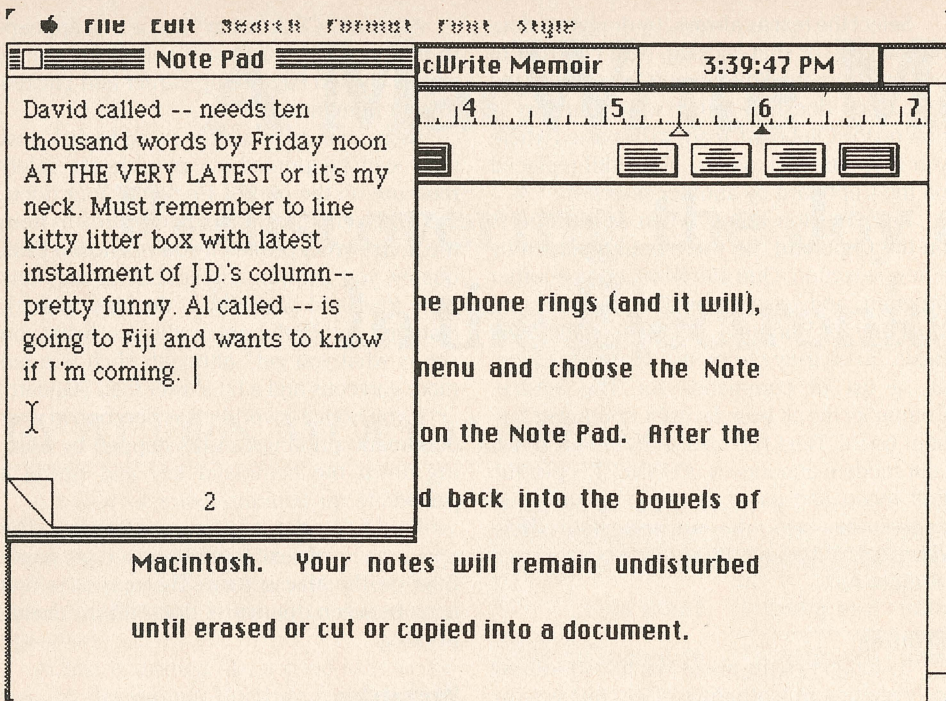 File Edit Search Format Font Style
Note Pad
David called -- needs ten
thousand words by Friday noon
AT THE VERY LATEST or it's my
neck. Must remember to line
kitty litter box with latest
installment of J.D.'s column--
pretty funny. Al called -- is
going to Fiji and wants to know
if I'm coming.
2
cWrite Memoir
3:39:47 PM
4 5 6 7
he phone rings (and it will),
menu and choose the Note
on the Note Pad. After the
d back into the bowels of
Macintosh. Your notes will remain undisturbed
until erased or cut or copied into a document.